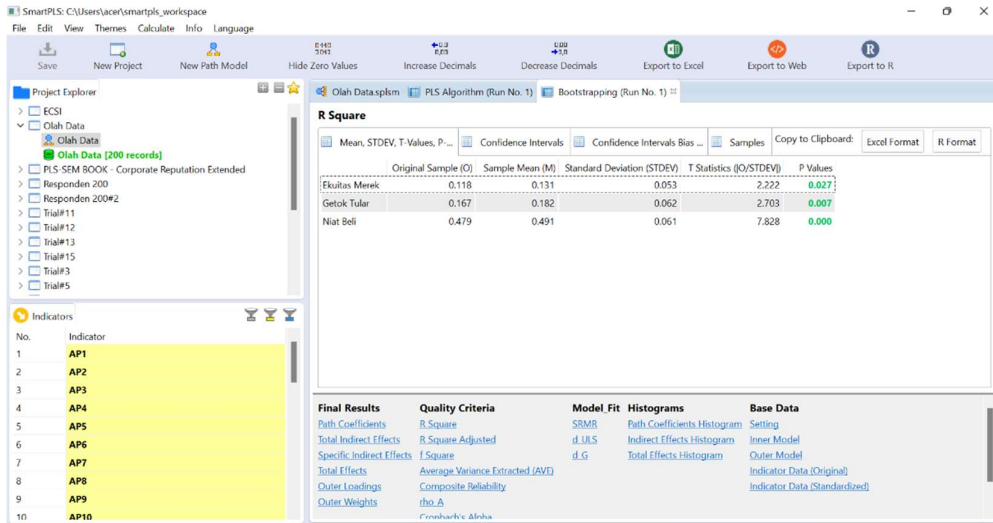 SmartPLS: C:\Users\acer\smartpls_workspace
File Edit View Themes Calculate Info Language
Save New Project New Path Model Hide Zero Values Increase Decimals Decrease Decimals Export to Excel Export to Web Export to R
Project Explorer
ECSI
Olah Data
Olah Data
Olah Data [200 records]
PLS-SEM BOOK - Corporate Reputation Extended
Responden 200
Responden 200#2
Trial#11
Trial#12
Trial#13
Trial#15
Trial#3
Trial#5
Indicators
No. Indicator
1 AP1
2 AP2
3 AP3
4 AP4
5 AP5
6 AP6
7 AP7
8 AP8
9 AP9
10 AP10
Olah Data.splsm PLS Algorithm (Run No. 1) Bootstrapping (Run No. 1)
R Square
Mean, STDEV, T-Values, P-... Confidence Intervals Confidence Intervals Bias ... Samples Copy to Clipboard: Excel Format R Format
Original Sample (O) Sample Mean (M) Standard Deviation (STDEV) T Statistics (|O/STDEV|) P Values
Ekuitas Merek 0.118 0.131 0.053 2.222 0.027
Getok Tular 0.167 0.182 0.062 2.703 0.007
Niat Beli 0.479 0.491 0.061 7.828 0.000
Final Results Quality Criteria Model_Fit Histograms Base Data
Path Coefficients R Square SRMR Path Coefficients Histogram Setting
Total Indirect Effects R Square Adjusted d_ULS Indirect Effects Histogram Inner Model
Specific Indirect Effects f Square d_G Total Effects Histogram Outer Model
Total Effects Average Variance Extracted (AVE) Indicator Data (Original)
Outer Loadings Composite Reliability Indicator Data (Standardized)
Outer Weights rho_A
Cronbach's Alpha